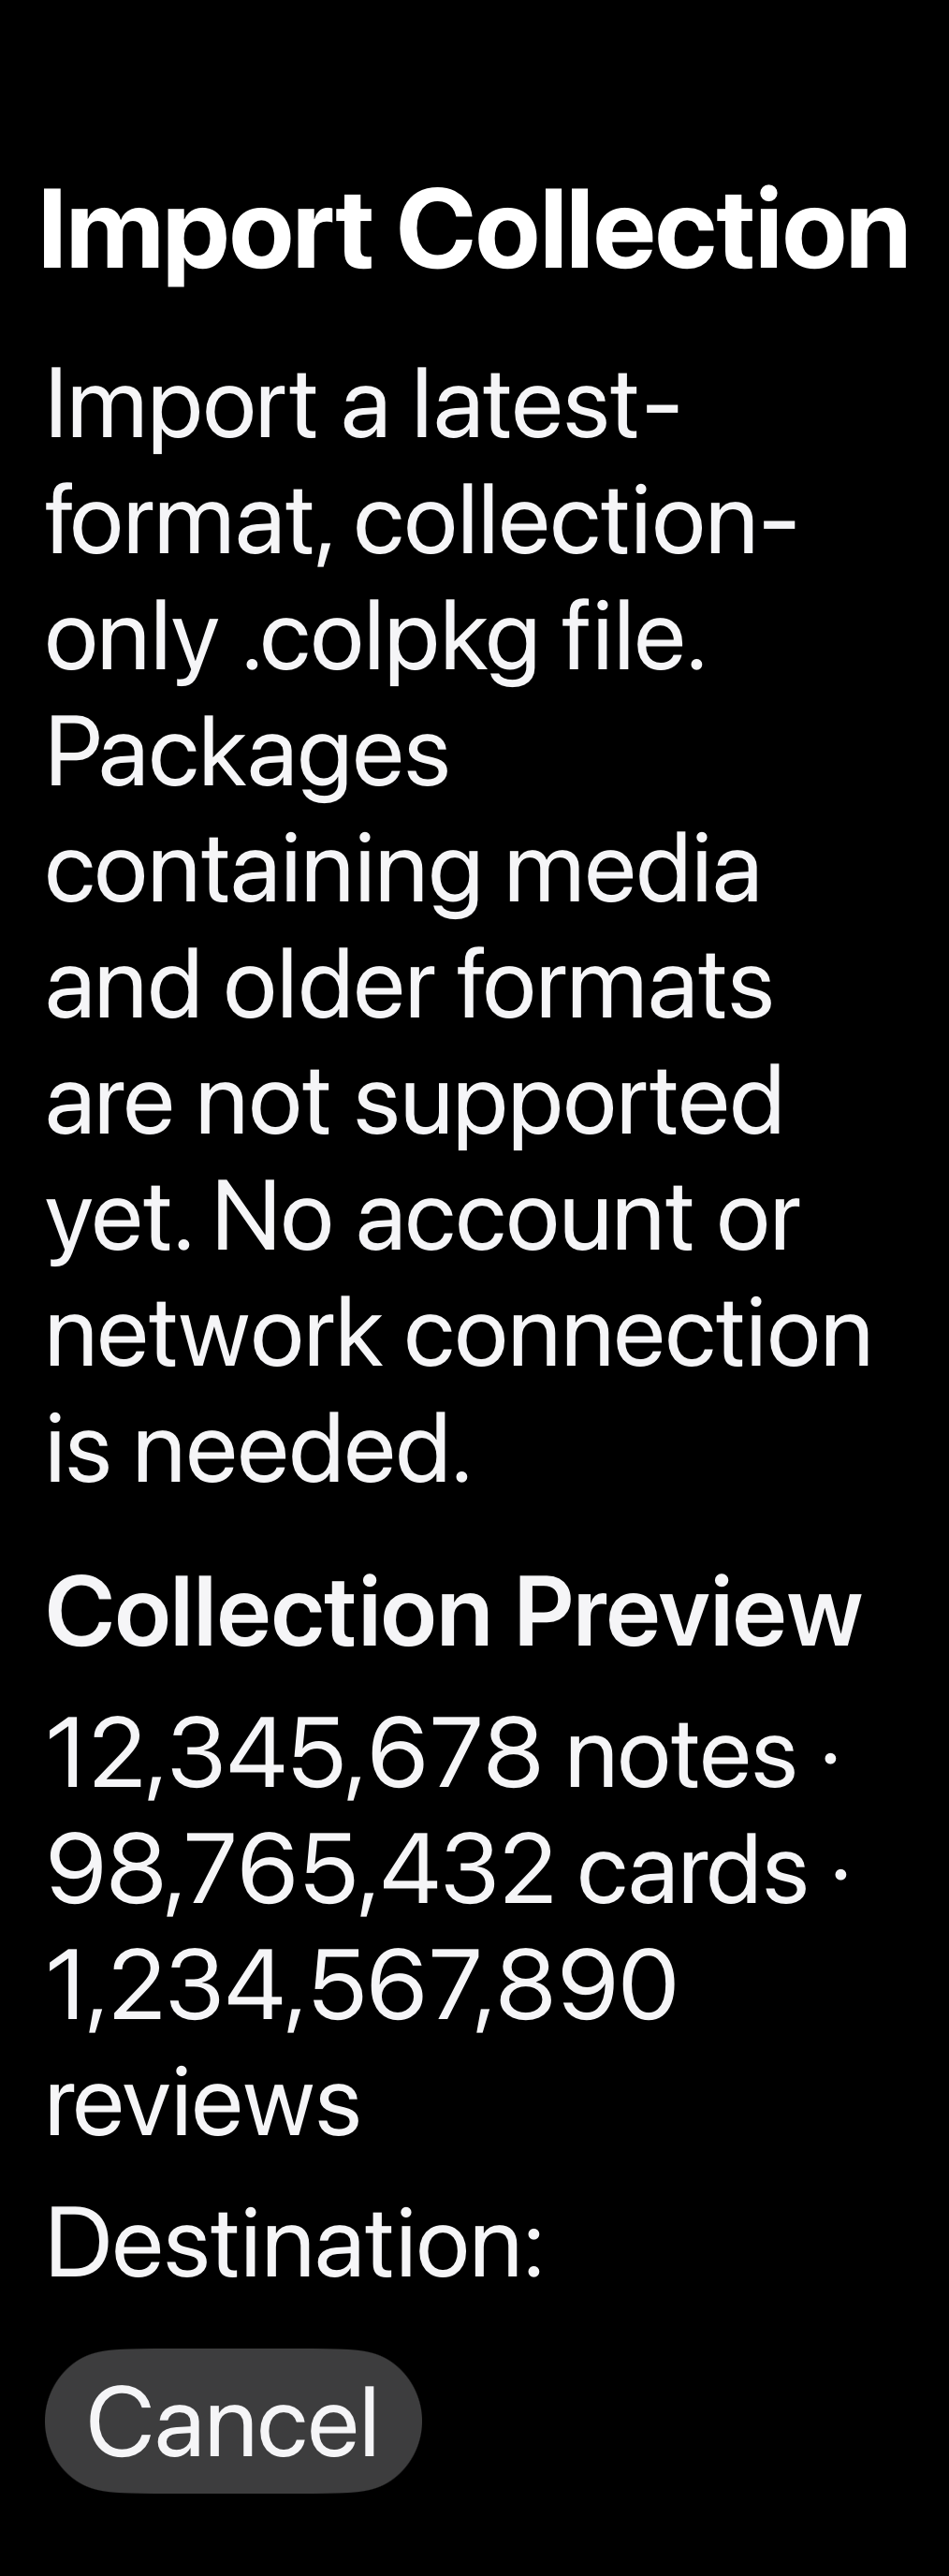 Import Collection
Import a latest-
format, collection-
only .colpkg file.
Packages
containing media
and older formats
are not supported
yet. No account or
network connection
is needed.
Collection Preview
12,345,678 notes ·
98,765,432 cards ·
1,234,567,890
reviews
Destination:
Cancel